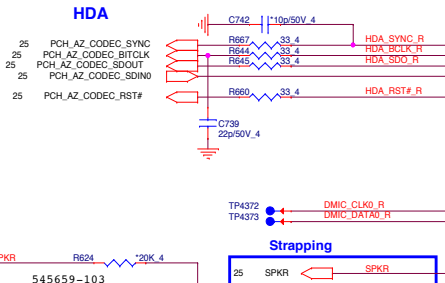 HDA
C742 *10p/50V_4
25 PCH_AZ_CODEC_SYNC R667 33_4 HDA_SYNC_R
25 PCH_AZ_CODEC_BITCLK R644 33_4 HDA_BCLK_R
25 PCH_AZ_CODEC_SDOUT R645 33_4 HDA_SDO_R
25 PCH_AZ_CODEC_SDIN0
25 PCH_AZ_CODEC_RST# R660 33_4 HDA_RST#_R
C739
22p/50V_4
TP4372 DMIC_CLK0_R
TP4373 DMIC_DATA0_R
Strapping
PKR R624 *20K_4
25 SPKR SPKR
545659-103